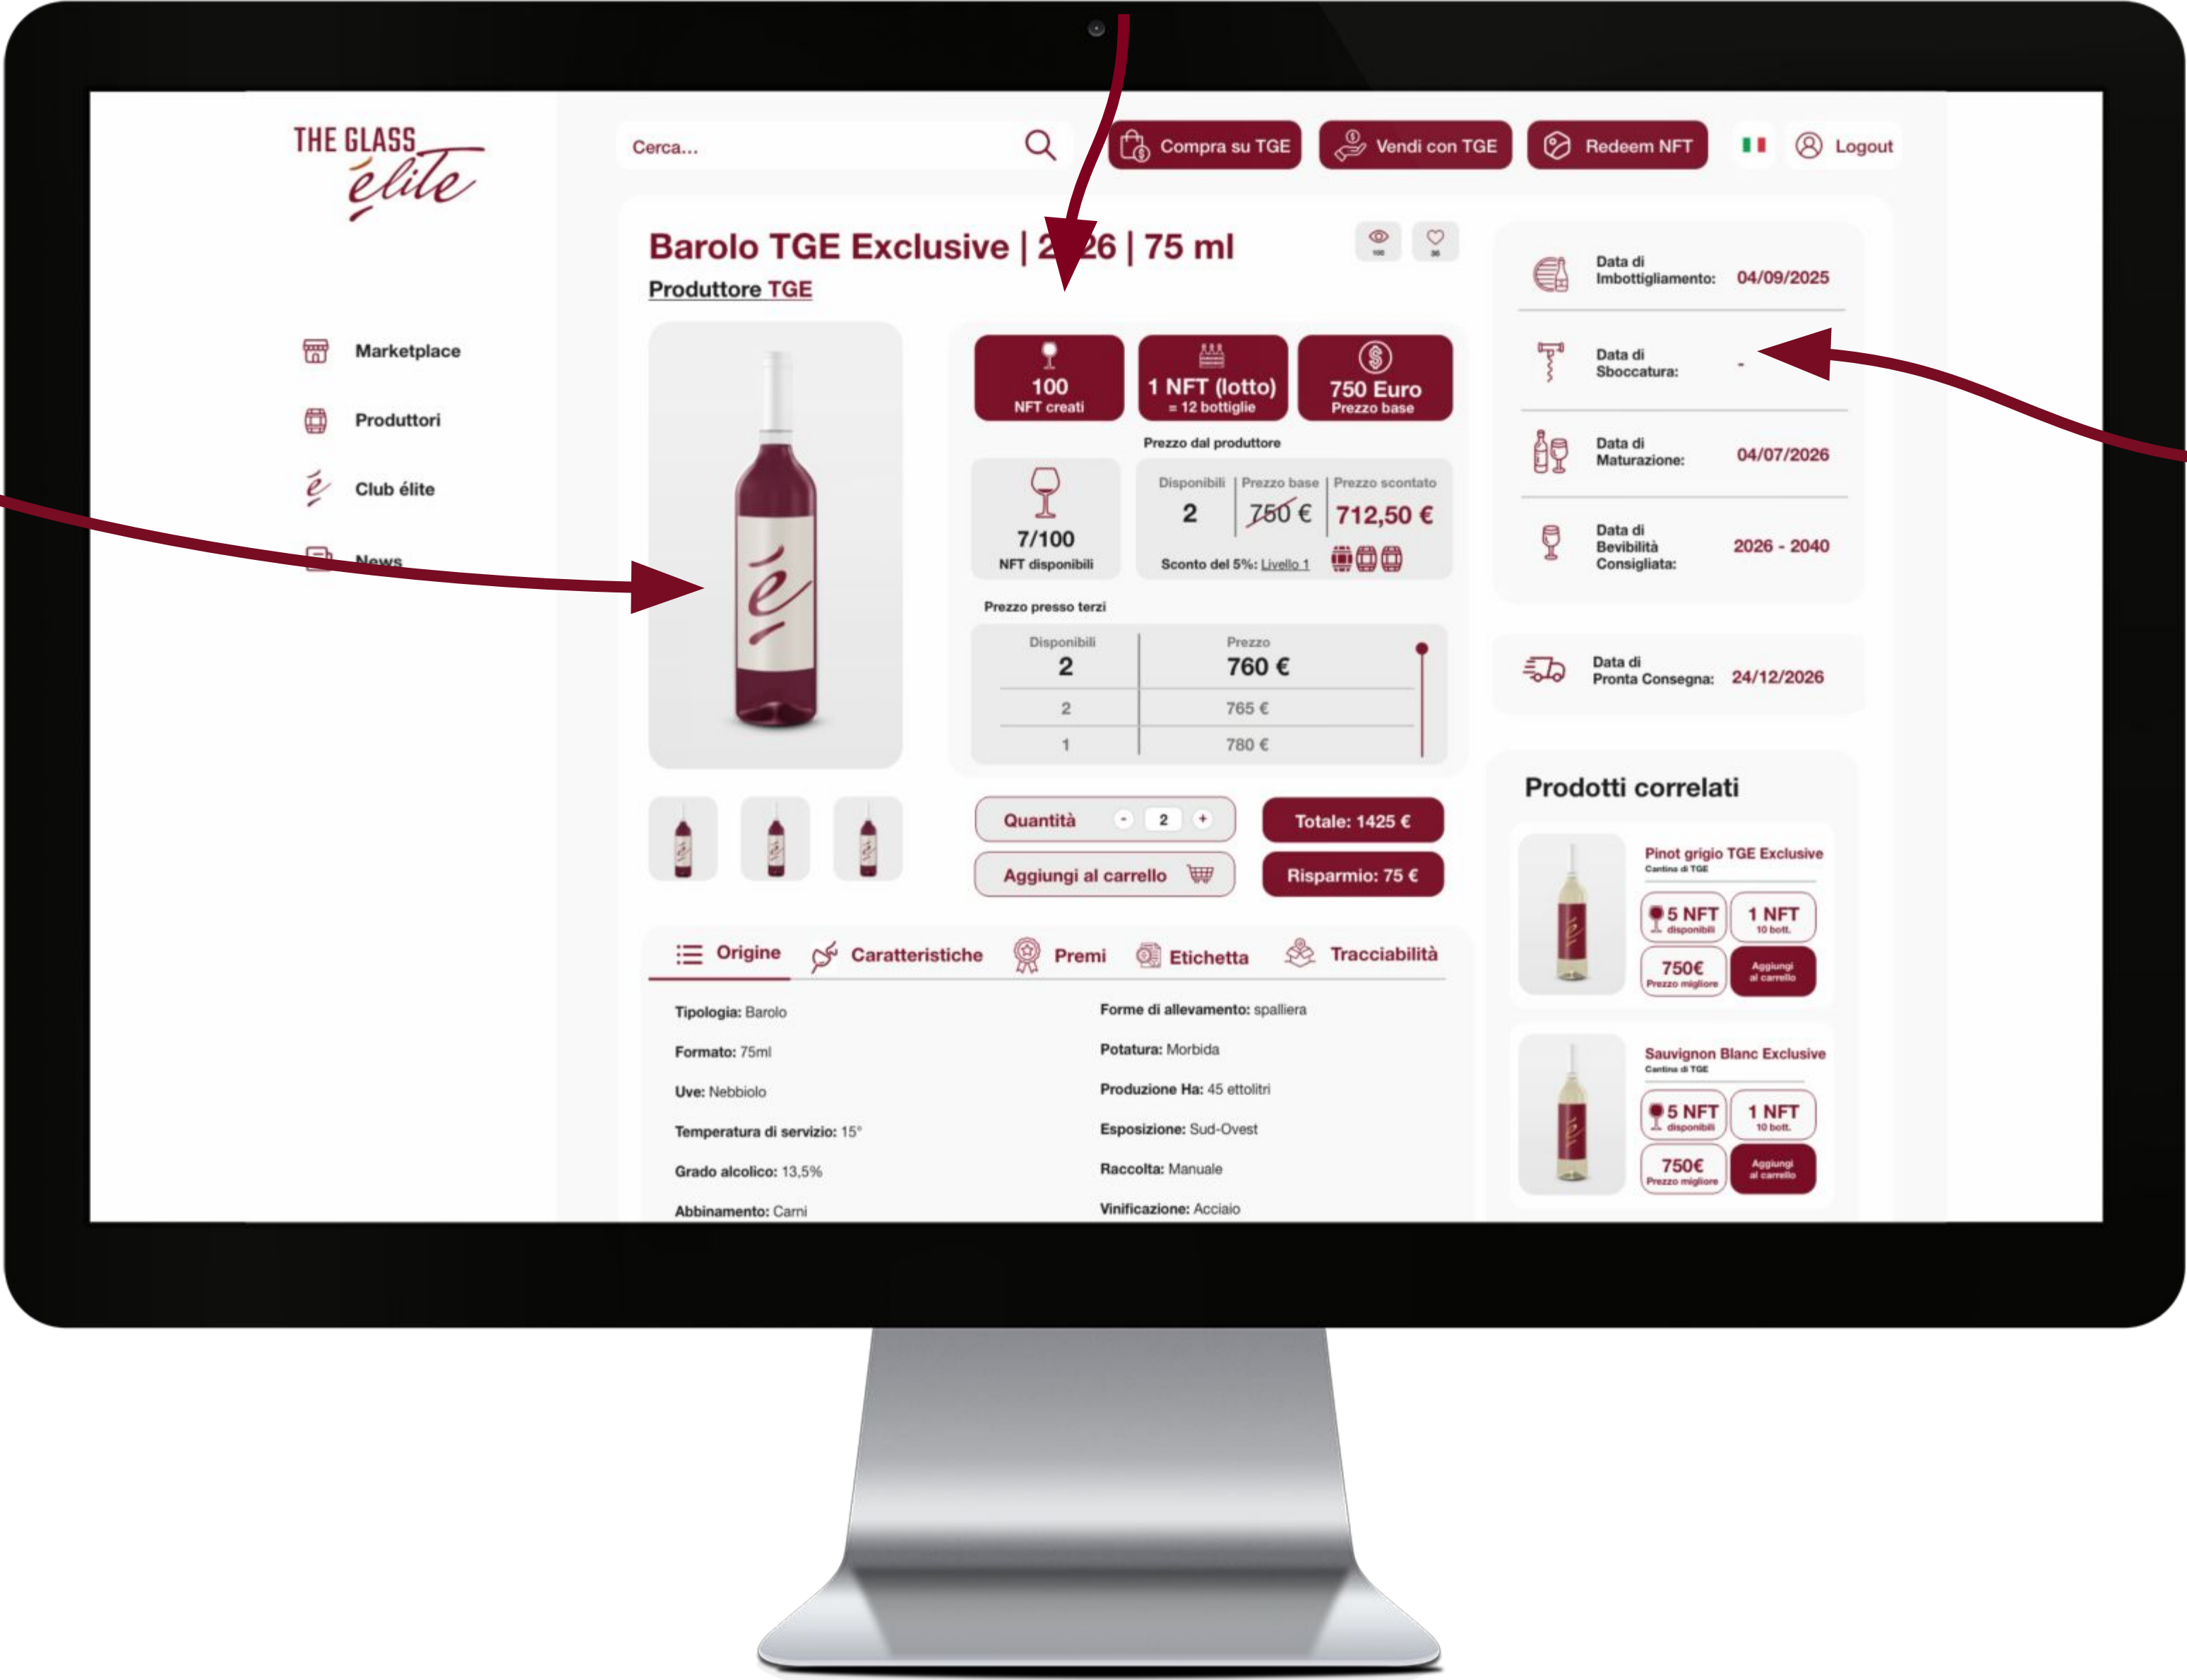 THE GLASS
élite
Marketplace
Produttori
Club élite
News
Cerca...
Compra su TGE
Vendi con TGE
Redeem NFT
Logout
Barolo TGE Exclusive | 2026 | 75 ml
100
30
Produttore TGE
é
100
NFT creati
1 NFT (lotto)
= 12 bottiglie
750 Euro
Prezzo base
Prezzo dal produttore
7/100
NFT disponibili
Disponibili | Prezzo base | Prezzo scontato
2 750 € 712,50 €
Sconto del 5%: Livello 1
Prezzo presso terzi
Disponibili Prezzo
2 760 €
2 765 €
1 780 €
Quantità - 2 +
Totale: 1425 €
Aggiungi al carrello
Risparmio: 75 €
Origine
Caratteristiche
Premi
Etichetta
Tracciabilità
Tipologia: Barolo
Formato: 75ml
Uve: Nebbiolo
Temperatura di servizio: 15°
Grado alcolico: 13,5%
Abbinamento: Carni
Forme di allevamento: spalliera
Potatura: Morbida
Produzione Ha: 45 ettolitri
Esposizione: Sud-Ovest
Raccolta: Manuale
Vinificazione: Acciaio
Data di
Imbottigliamento: 04/09/2025
Data di
Sboccatura: -
Data di
Maturazione: 04/07/2026
Data di
Bevibilità 2026 - 2040
Consigliata:
Data di
Pronta Consegna: 24/12/2026
Prodotti correlati
Pinot grigio TGE Exclusive
Cantina di TGE
5 NFT
disponibili
1 NFT
10 bott.
750€
Prezzo migliore
Aggiungi
al carrello
Sauvignon Blanc Exclusive
Cantina di TGE
5 NFT
disponibili
1 NFT
10 bott.
750€
Prezzo migliore
Aggiungi
al carrello